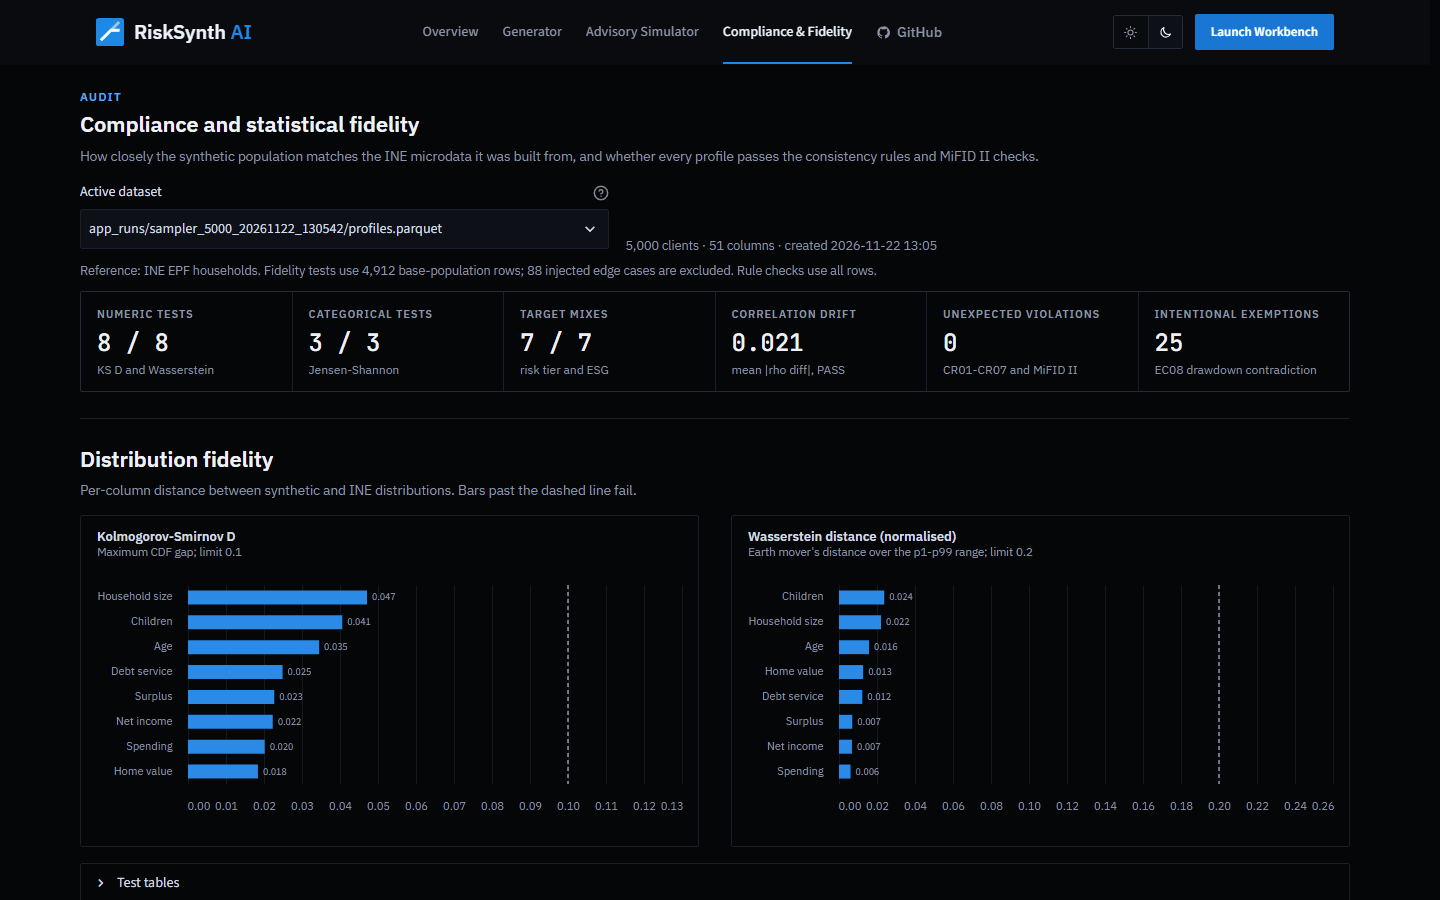 RiskSynth AI
Overview
Generator
Advisory Simulator
Compliance & Fidelity
GitHub
Launch Workbench
AUDIT
Compliance and statistical fidelity
How closely the synthetic population matches the INE microdata it was built from, and whether every profile passes the consistency rules and MiFID II checks.
Active dataset
app_runs/sampler_5000_20261122_130542/profiles.parquet
5,000 clients · 51 columns · created 2026-11-22 13:05
Reference: INE EPF households. Fidelity tests use 4,912 base-population rows; 88 injected edge cases are excluded. Rule checks use all rows.
NUMERIC TESTS
8 / 8
KS D and Wasserstein
CATEGORICAL TESTS
3 / 3
Jensen-Shannon
TARGET MIXES
7 / 7
risk tier and ESG
CORRELATION DRIFT
0.021
mean |rho diff|, PASS
UNEXPECTED VIOLATIONS
0
CR01-CR07 and MiFID II
INTENTIONAL EXEMPTIONS
25
EC08 drawdown contradiction
Distribution fidelity
Per-column distance between synthetic and INE distributions. Bars past the dashed line fail.
Kolmogorov-Smirnov D
Maximum CDF gap; limit 0.1
Household size 0.047
Children 0.041
Age 0.035
Debt service 0.025
Surplus 0.023
Net income 0.022
Spending 0.020
Home value 0.018
0.00 0.01 0.02 0.03 0.04 0.05 0.06 0.07 0.08 0.09 0.10 0.11 0.12 0.13
Wasserstein distance (normalised)
Earth mover's distance over the p1-p99 range; limit 0.2
Children 0.024
Household size 0.022
Age 0.016
Home value 0.013
Debt service 0.012
Surplus 0.007
Net income 0.007
Spending 0.006
0.00 0.02 0.04 0.06 0.08 0.10 0.12 0.14 0.16 0.18 0.20 0.22 0.24 0.26
Test tables